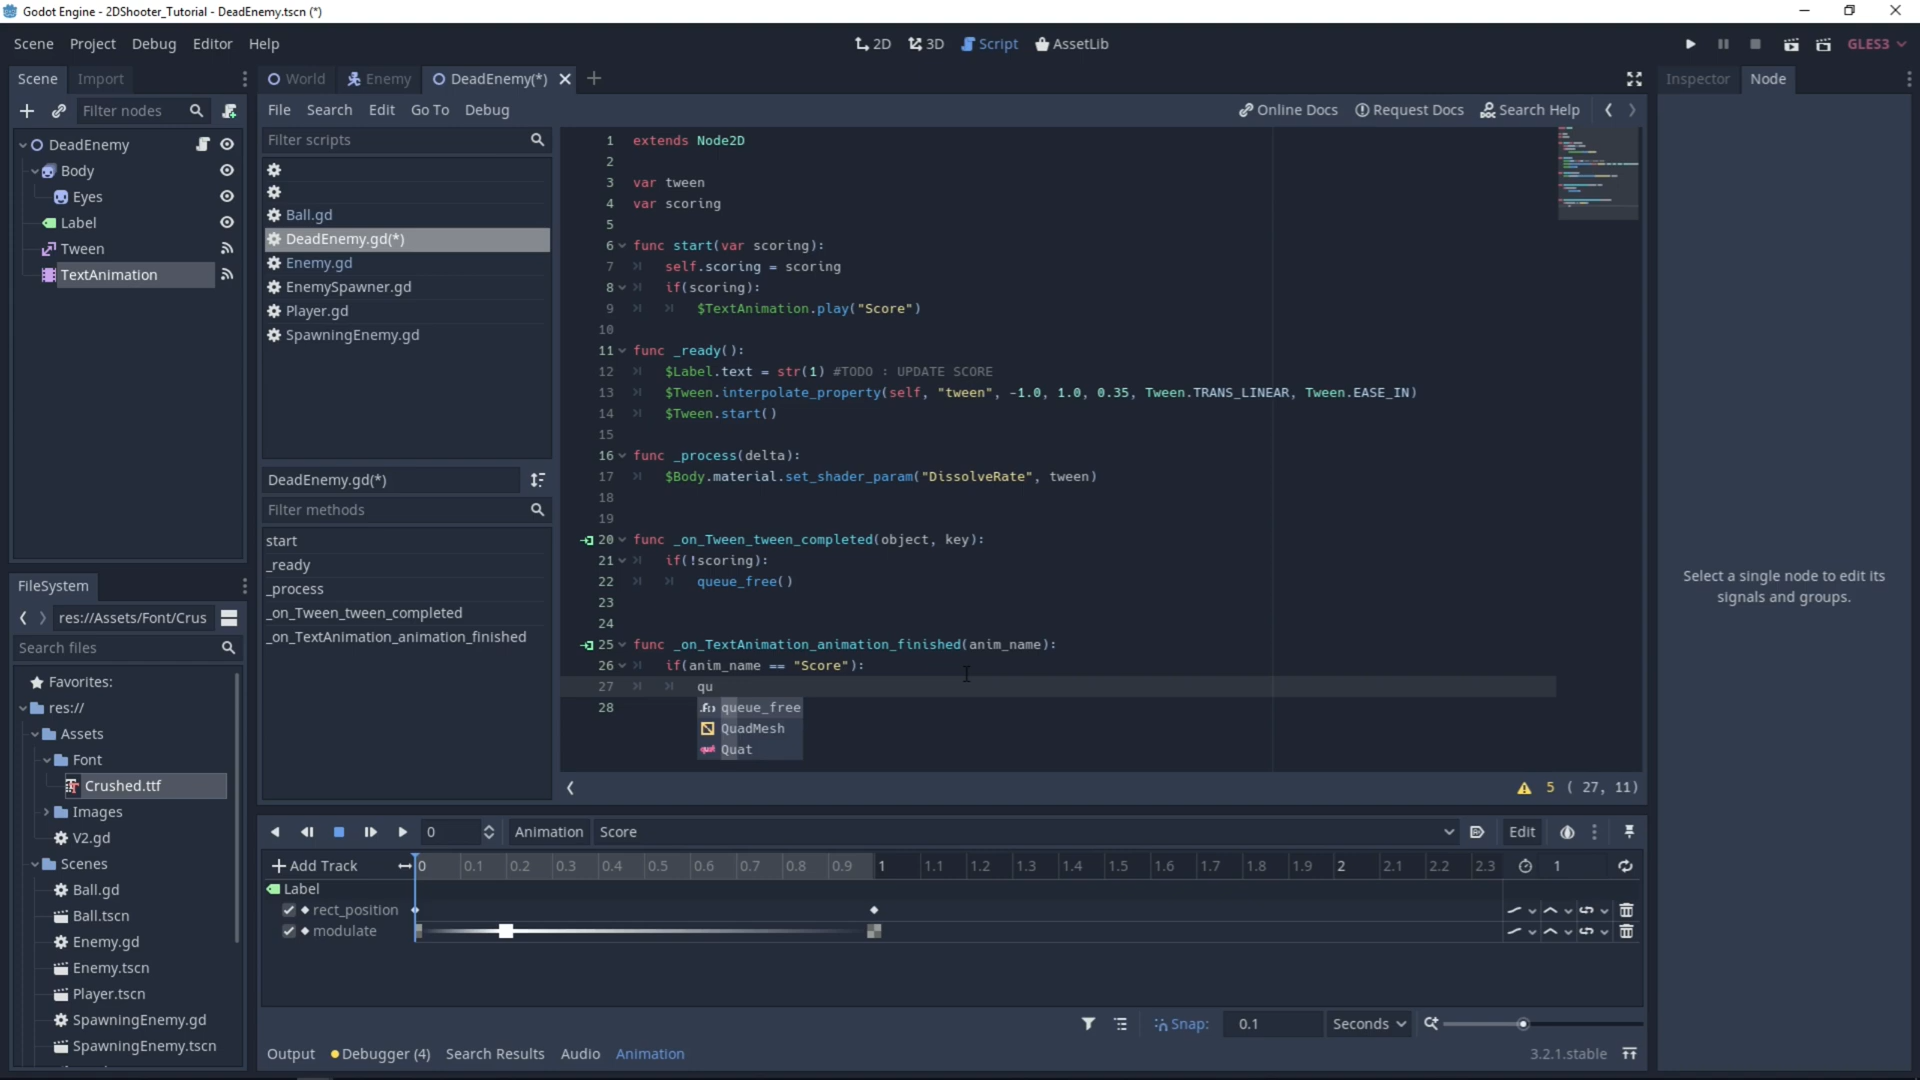 Godot Engine - 2DShooter_Tutorial - DeadEnemy.tscn (*)
Scene Project Debug Editor Help
2D 3D Script AssetLib
GLES3
Scene Import
World Enemy DeadEnemy(*)
Inspector Node
Filter nodes
File Search Edit Go To Debug
Online Docs Request Docs Search Help
DeadEnemy
Body
Eyes
Label
Tween
TextAnimation
Filter scripts
Ball.gd
DeadEnemy.gd(*)
Enemy.gd
EnemySpawner.gd
Player.gd
SpawningEnemy.gd
DeadEnemy.gd(*)
Filter methods
start
_ready
_process
_on_Tween_tween_completed
_on_TextAnimation_animation_finished
1 extends Node2D
2
3 var tween
4 var scoring
5
6 func start(var scoring):
7 self.scoring = scoring
8 if(scoring):
9 $TextAnimation.play("Score")
10
11 func _ready():
12 $Label.text = str(1) #TODO : UPDATE SCORE
13 $Tween.interpolate_property(self, "tween", -1.0, 1.0, 0.35, Tween.TRANS_LINEAR, Tween.EASE_IN)
14 $Tween.start()
15
16 func _process(delta):
17 $Body.material.set_shader_param("DissolveRate", tween)
18
19
20 func _on_Tween_tween_completed(object, key):
21 if(!scoring):
22 queue_free()
23
24
25 func _on_TextAnimation_animation_finished(anim_name):
26 if(anim_name == "Score"):
27 qu
28
queue_free
QuadMesh
Quat
5 ( 27, 11)
Select a single node to edit its
signals and groups.
FileSystem
res://Assets/Font/Crus
Search files
Favorites:
res://
Assets
Font
Crushed.ttf
Images
V2.gd
Scenes
Ball.gd
Ball.tscn
Enemy.gd
Enemy.tscn
Player.tscn
SpawningEnemy.gd
SpawningEnemy.tscn
0 Animation Score Edit
Add Track 0 0.1 0.2 0.3 0.4 0.5 0.6 0.7 0.8 0.9 1 1.1 1.2 1.3 1.4 1.5 1.6 1.7 1.8 1.9 2 2.1 2.2 2.3 1
Label
rect_position
modulate
Snap: 0.1 Seconds
Output Debugger (4) Search Results Audio Animation
3.2.1.stable